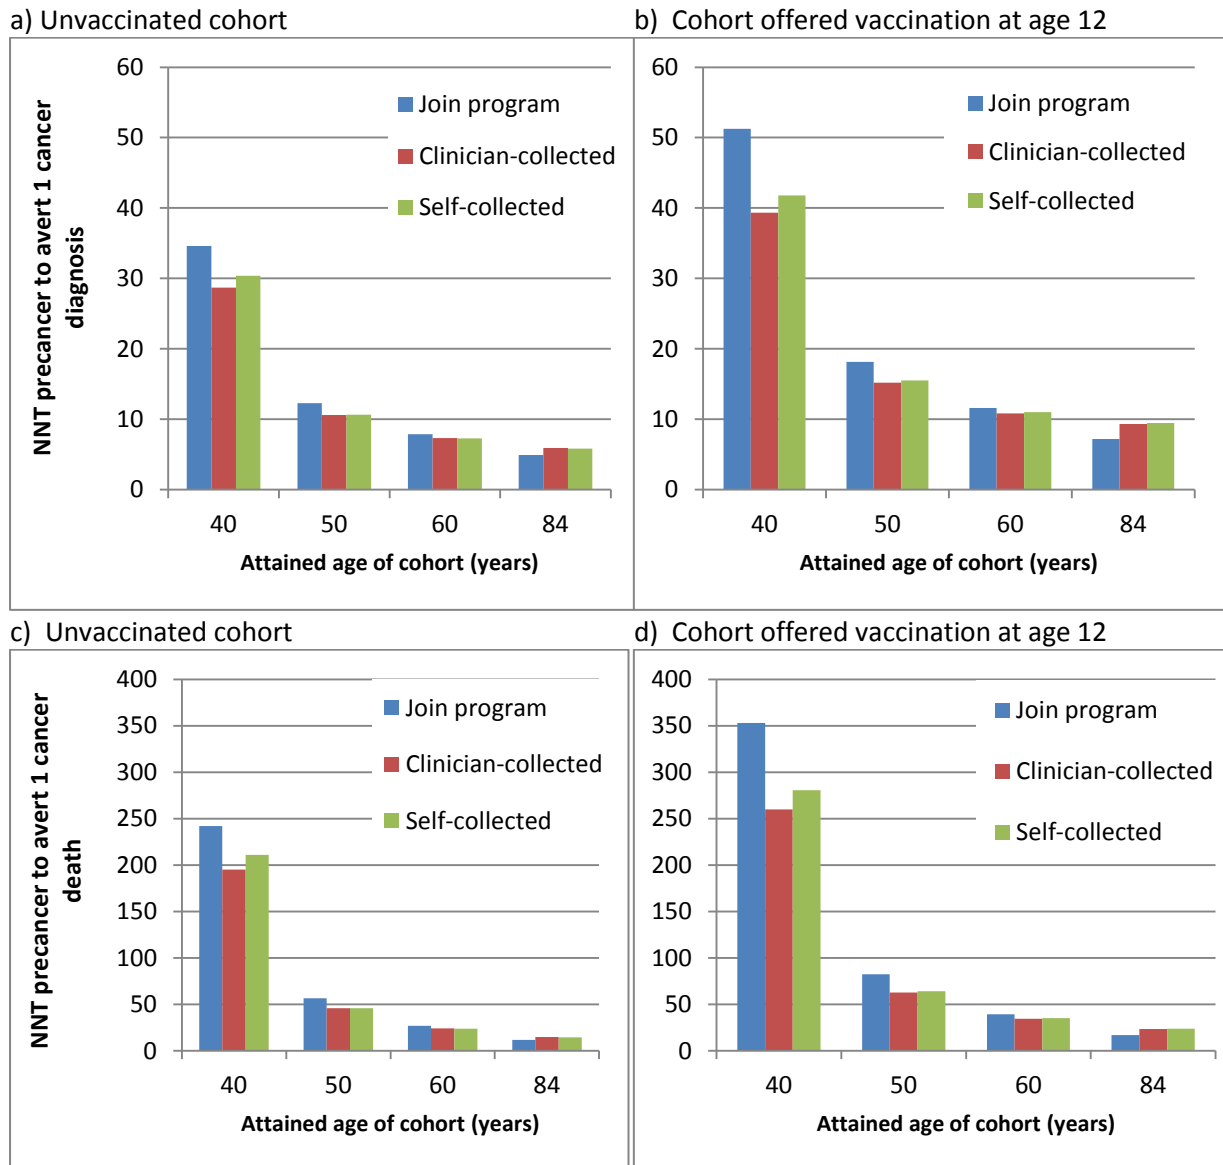 a) Unvaccinated cohort
b) Cohort offered vaccination at age 12
NNT precancer to avert 1 cancer
diagnosis
60
50
40
30
20
10
0
Join program
Clinician-collected
Self-collected
40 50 60 84
Attained age of cohort (years)
60
50
40
30
20
10
0
Join program
Clinician-collected
Self-collected
40 50 60 84
Attained age of cohort (years)
c) Unvaccinated cohort
d) Cohort offered vaccination at age 12
NNT precancer to avert 1 cancer
death
400
350
300
250
200
150
100
50
0
Join program
Clinician-collected
Self-collected
40 50 60 84
Attained age of cohort (years)
400
350
300
250
200
150
100
50
0
Join program
Clinician-collected
Self-collected
40 50 60 84
Attained age of cohort (years)